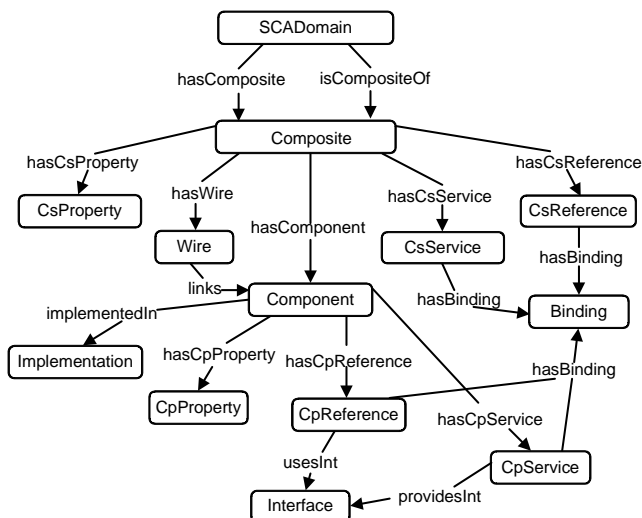 SCADomain
hasComposite
isCompositeOf
Composite
hasCsProperty
hasCsReference
hasWire
hasCsService
CsProperty
CsReference
hasComponent
Wire
CsService
hasBinding
links
hasBinding
Component
Binding
implementedIn
Implementation
hasCpProperty
hasCpReference
hasBinding
CpProperty
CpReference
hasCpService
usesInt
CpService
providesInt
Interface